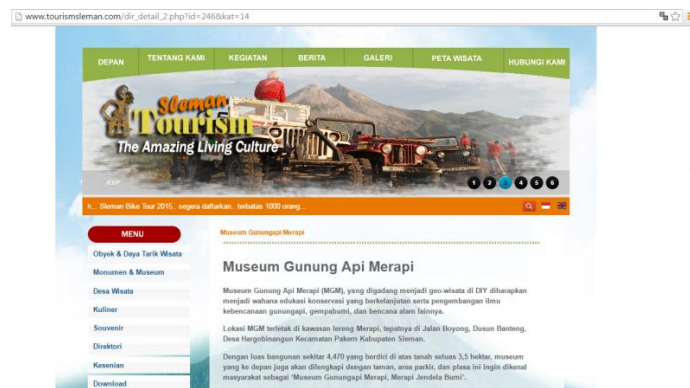 www.tourismsleman.com/dir_detail_2.php?id=246&kat=14
DEPAN
TENTANG KAMI
KEGIATAN
BERITA
GALERI
PETA WISATA
HUBUNGI KAMI
Sleman
Tourism
The Amazing Living Culture
1 2 3 4 5 6
h... Sleman Bike Tour 2015.. segera daftarkan.. terbatas 1000 orang...
MENU
Obyek & Daya Tarik Wisata
Monumen & Museum
Desa Wisata
Kuliner
Souvenir
Direktori
Kesenian
Download
Museum Gunungapi Merapi
Museum Gunung Api Merapi
Museum Gunung Api Merapi (MGM), yang digadang menjadi geo-wisata di DIY diharapkan
menjadi wahana edukasi konservasi yang berkelanjutan serta pengembangan ilmu
kebencanaan gunungapi, gempabumi, dan bencana alam lainnya.
Lokasi MGM terletak di kawasan lereng Merapi, tepatnya di Jalan Boyong, Dusun Banteng,
Desa Hargobinangun Kecamatan Pakem Kabupaten Sleman.
Dengan luas bangunan sekitar 4,470 yang berdiri di atas tanah seluas 3,5 hektar, museum
yang ke depan juga akan dilengkapi dengan taman, area parkir, dan plasa ini ingin dikenal
masyarakat sebagai 'Museum Gunungapi Merapi, Merapi Jendela Bumi'.